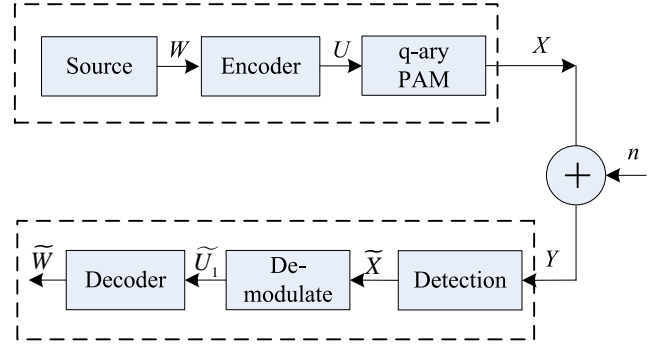 W
U
X
Source
Encoder
q-ary
PAM
n
+
W̃
Ũ₁
X̃
Y
Decoder
De-
modulate
Detection